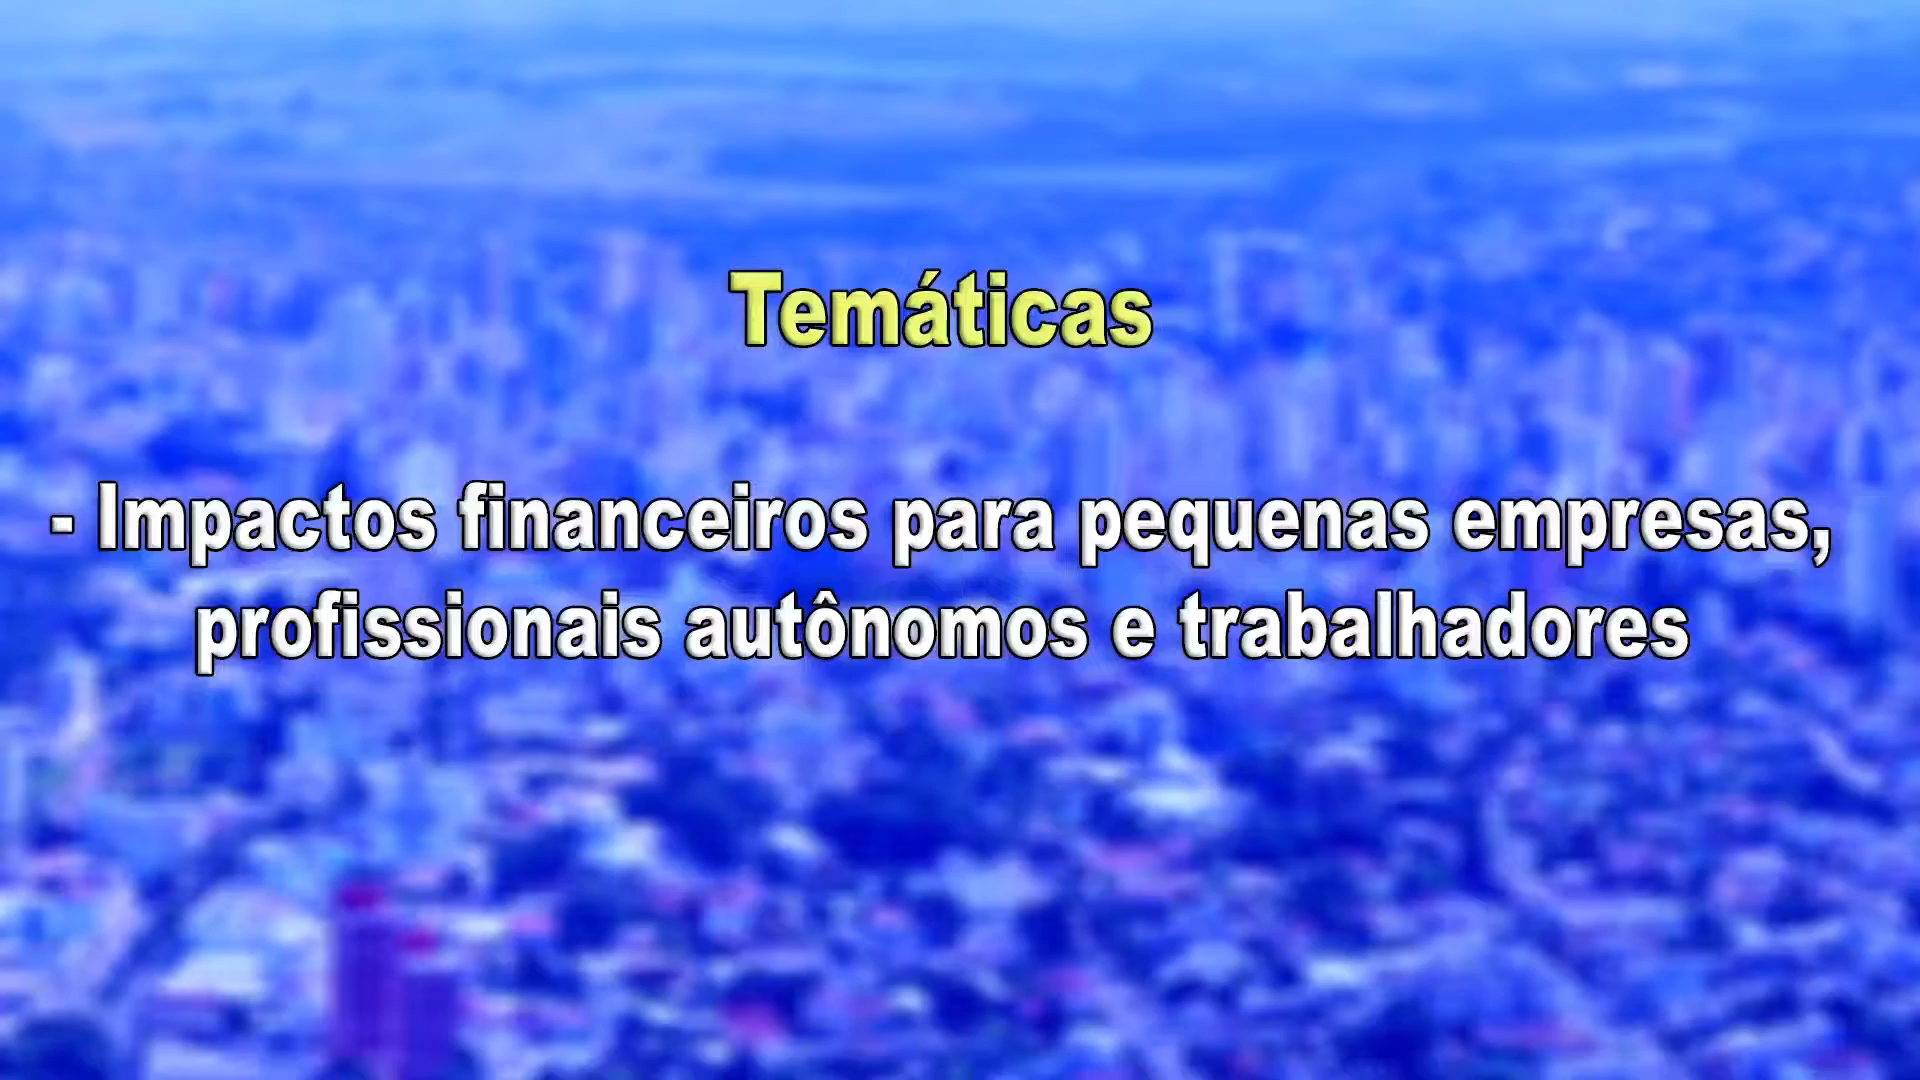 Temáticas
- Impactos financeiros para pequenas empresas,
profissionais autônomos e trabalhadores